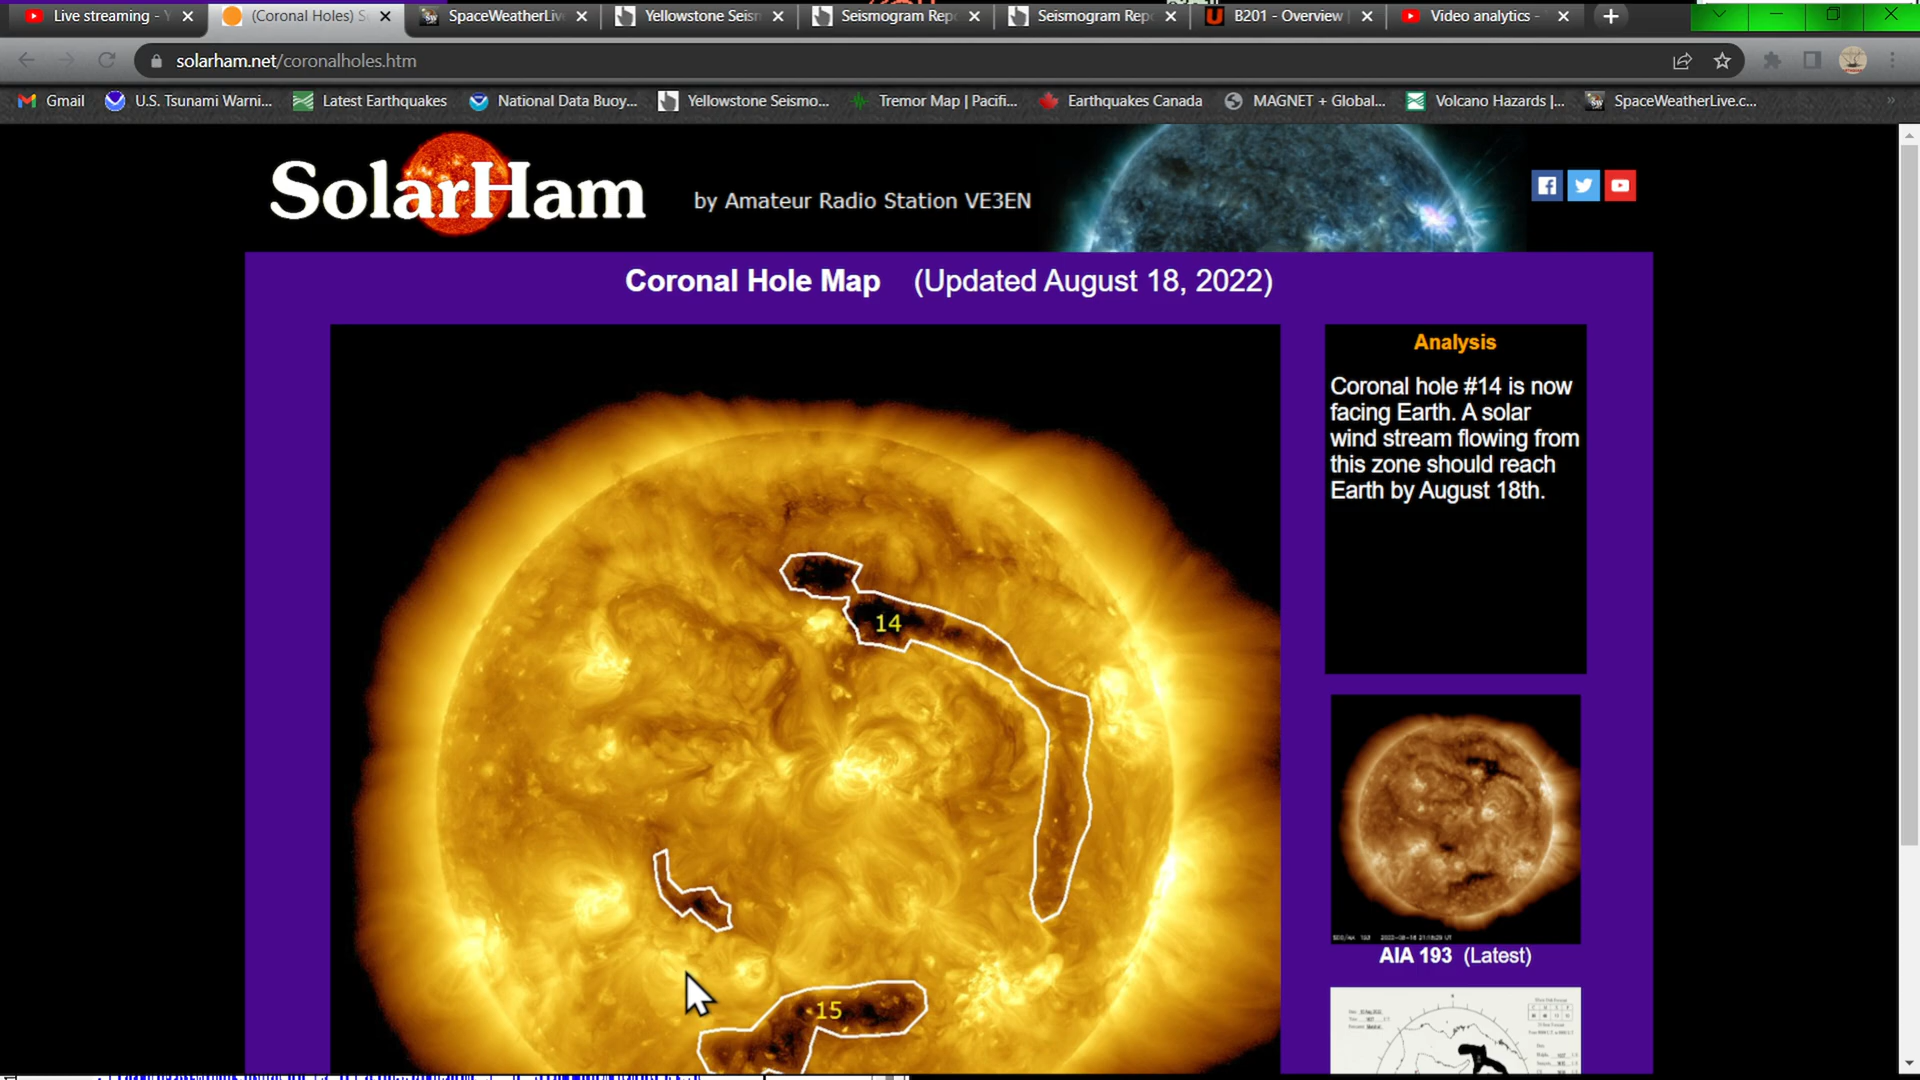 Live streaming - Y
(Coronal Holes) S
SpaceWeatherLiv
Yellowstone Seism
Seismogram Rep
Seismogram Rep
B201 - Overview
Video analytics -
solarham.net/coronalholes.htm
Gmail
U.S. Tsunami Warni...
Latest Earthquakes
National Data Buoy...
Yellowstone Seismo...
Tremor Map | Pacifi...
Earthquakes Canada
MAGNET + Global...
Volcano Hazards |...
SpaceWeatherLive.c...
SolarHam
by Amateur Radio Station VE3EN
Coronal Hole Map (Updated August 18, 2022)
14
15
Analysis
Coronal hole #14 is now
facing Earth. A solar
wind stream flowing from
this zone should reach
Earth by August 18th.
AIA 193 (Latest)